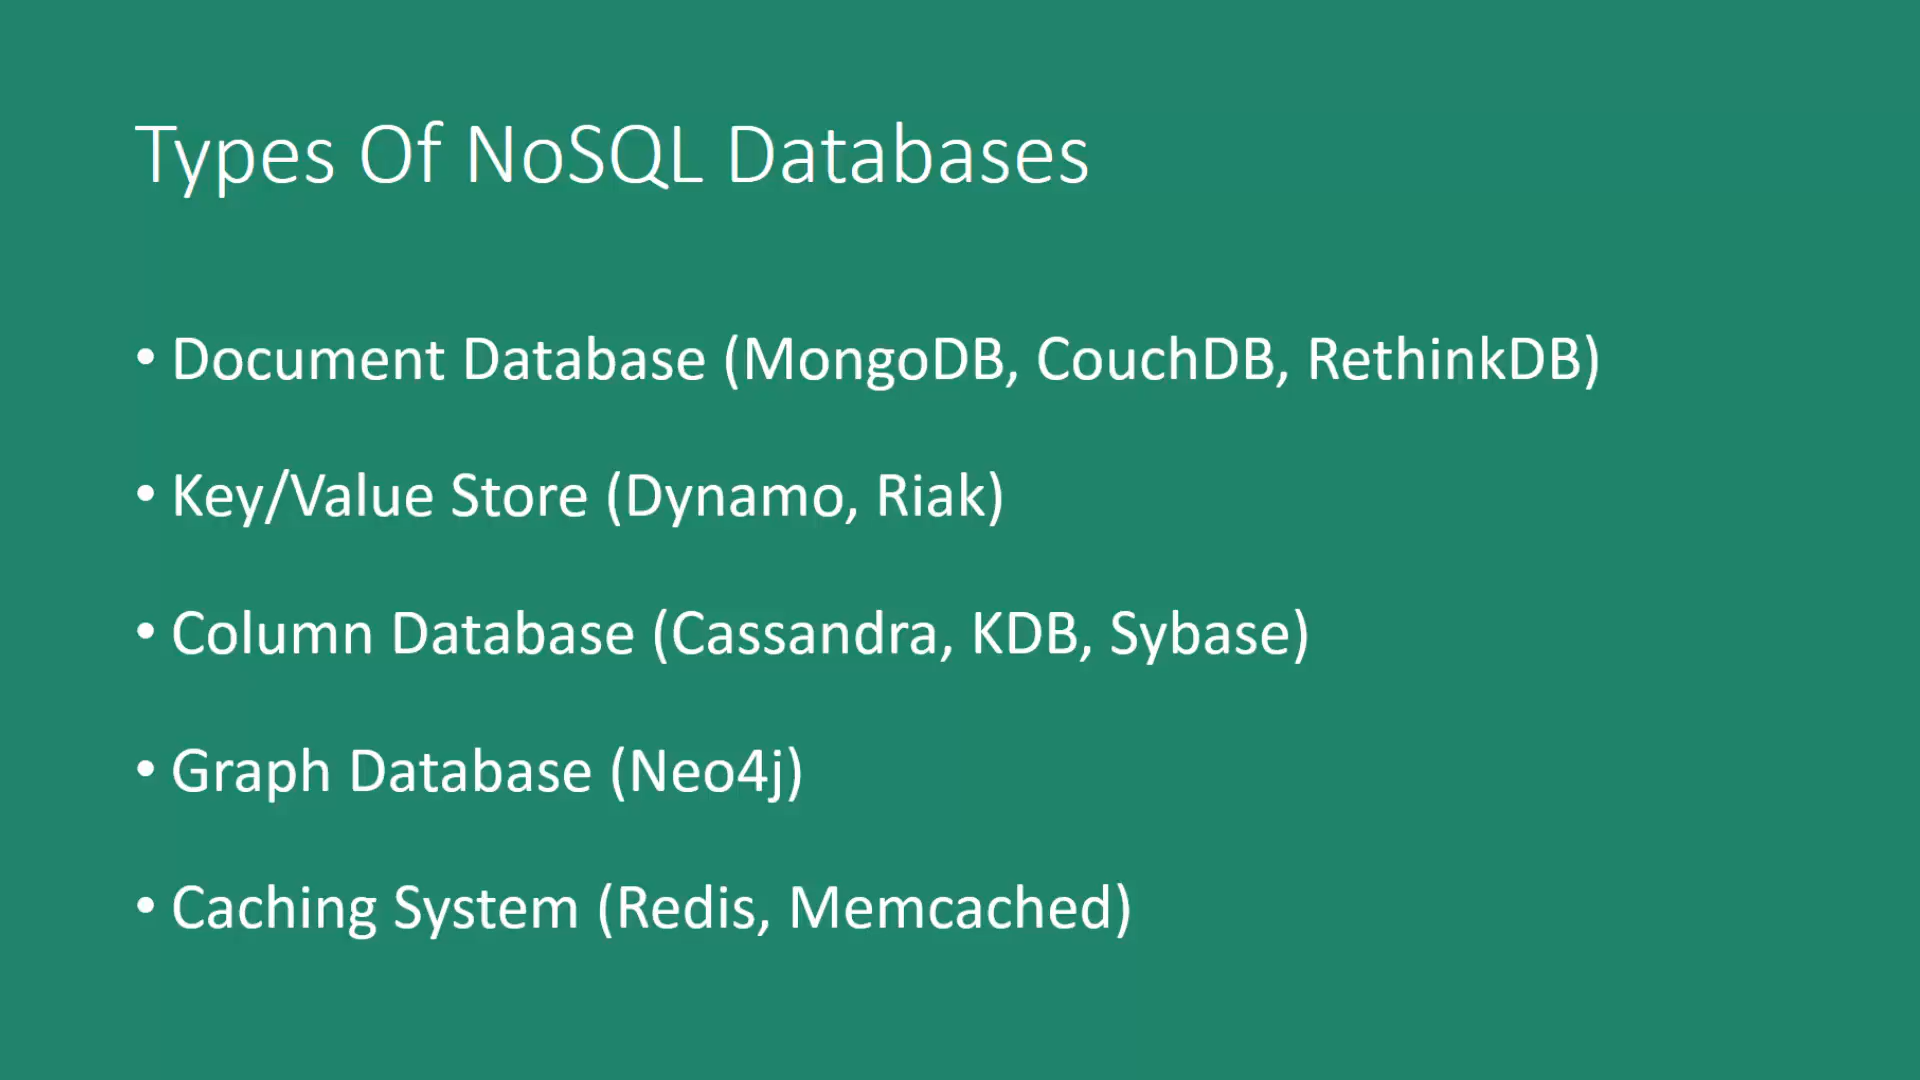 Types Of NoSQL Databases
• Document Database (MongoDB, CouchDB, RethinkDB)
• Key/Value Store (Dynamo, Riak)
• Column Database (Cassandra, KDB, Sybase)
• Graph Database (Neo4j)
• Caching System (Redis, Memcached)